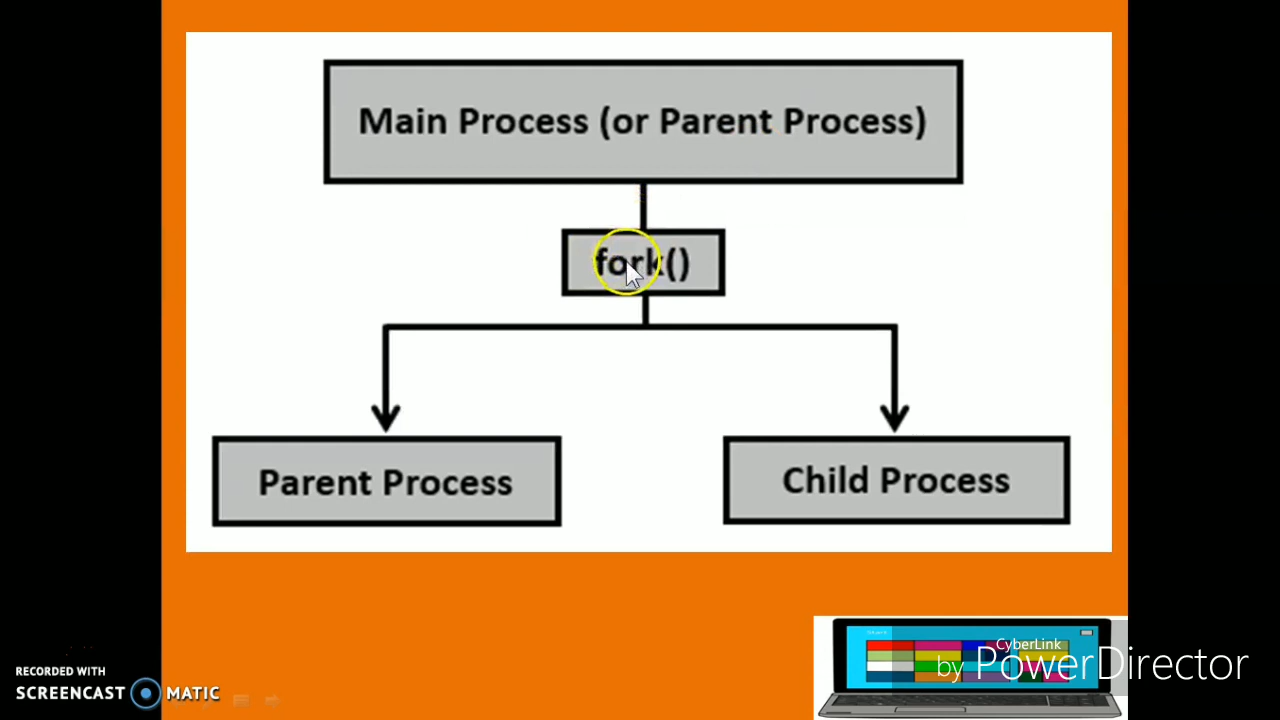 Main Process (or Parent Process)
fork()
Parent Process
Child Process
RECORDED WITH
SCREENCAST MATIC
CyberLink
by PowerDirector